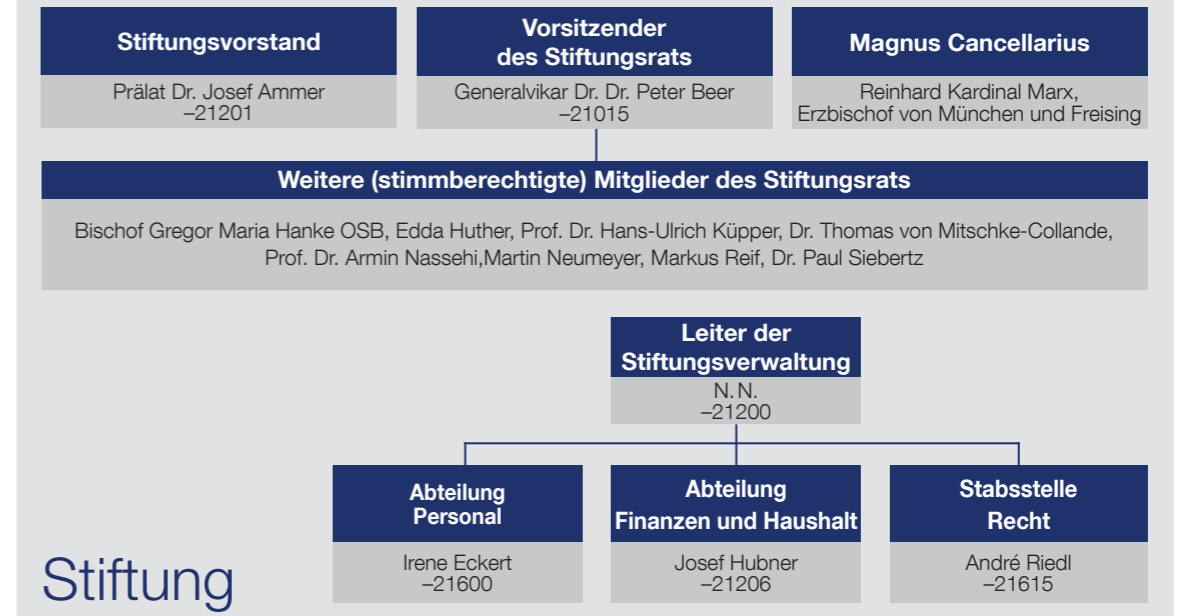 Stiftungsvorstand
Prälat Dr. Josef Ammer
–21201
Vorsitzender
des Stiftungsrats
Generalvikar Dr. Dr. Peter Beer
–21015
Magnus Cancellarius
Reinhard Kardinal Marx,
Erzbischof von München und Freising
Weitere (stimmberechtigte) Mitglieder des Stiftungsrats
Bischof Gregor Maria Hanke OSB, Edda Huther, Prof. Dr. Hans-Ulrich Küpper, Dr. Thomas von Mitschke-Collande,
Prof. Dr. Armin Nassehi,Martin Neumeyer, Markus Reif, Dr. Paul Siebertz
Leiter der
Stiftungsverwaltung
N. N.
–21200
Abteilung
Personal
Irene Eckert
–21600
Abteilung
Finanzen und Haushalt
Josef Hubner
–21206
Stabsstelle
Recht
André Riedl
–21615
Stiftung